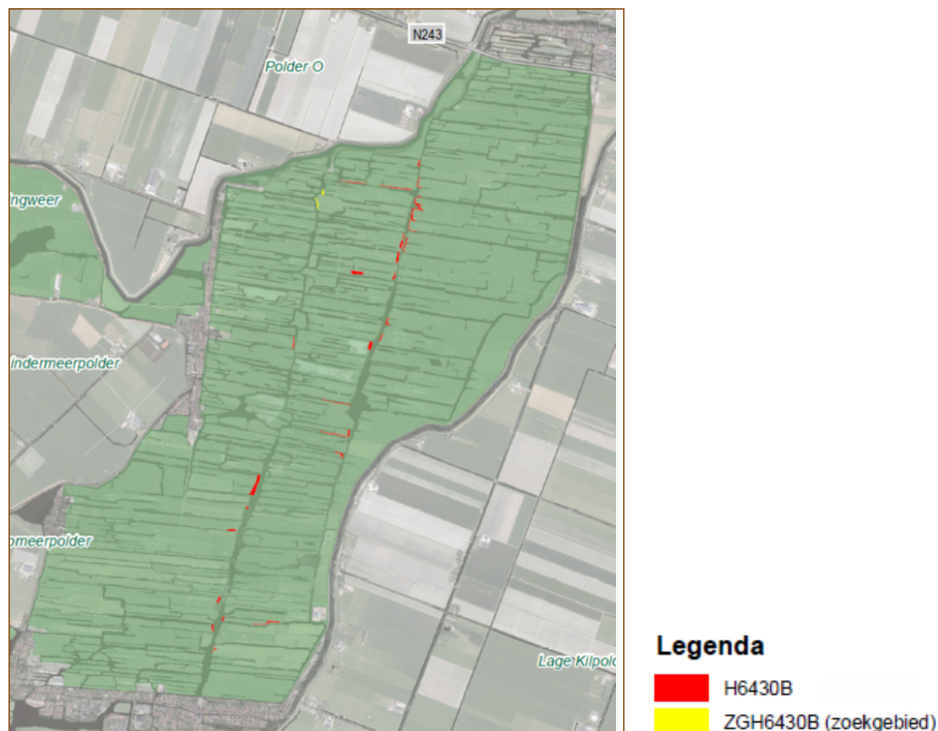 N243
Polder O
ngweer
indermeerpolder
omeerpolder
Lage Kilpol
Legenda
H6430B
ZGH6430B (zoekgebied)